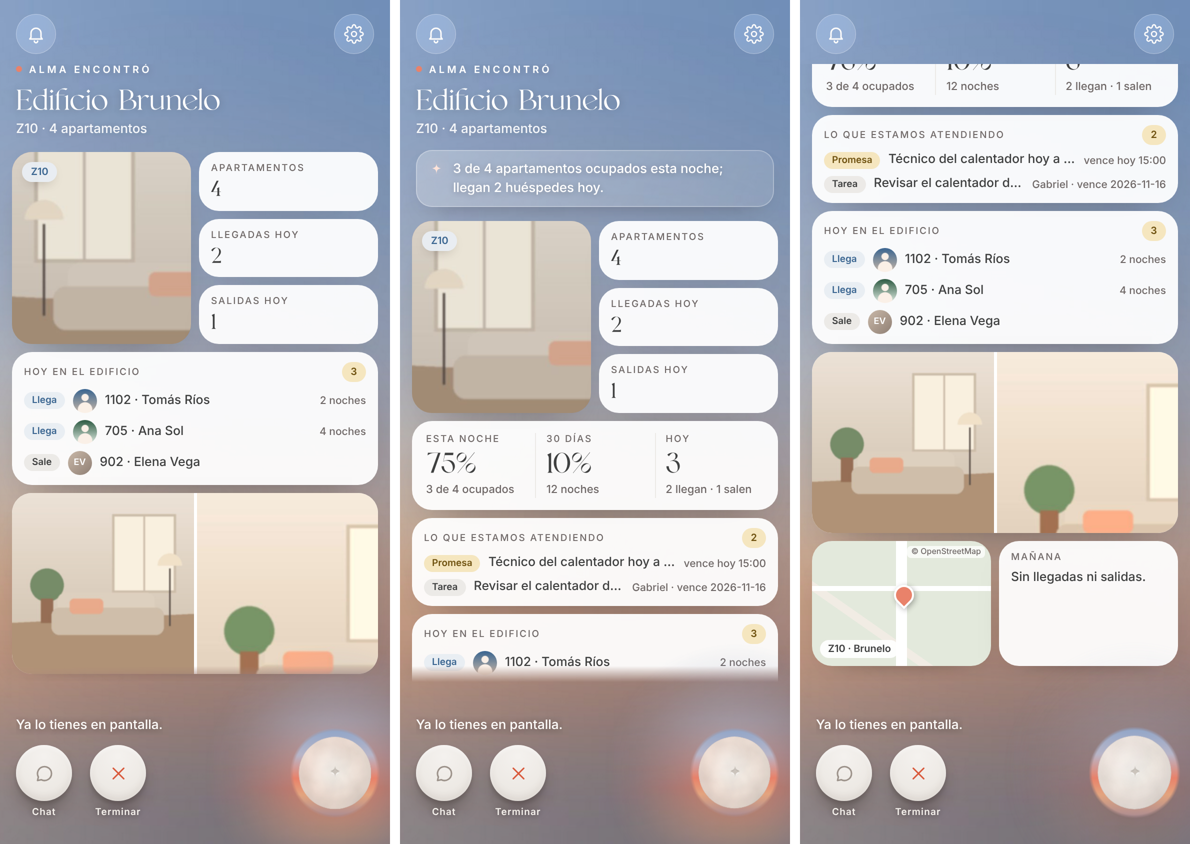 ALMA ENCONTRÓ
Edificio Brunelo
Z10 · 4 apartamentos
Z10
APARTAMENTOS
4
LLEGADAS HOY
2
SALIDAS HOY
1
HOY EN EL EDIFICIO
3
Llega 1102 · Tomás Ríos 2 noches
Llega 705 · Ana Sol 4 noches
Sale EV 902 · Elena Vega
Ya lo tienes en pantalla.
Chat Terminar
ALMA ENCONTRÓ
Edificio Brunelo
Z10 · 4 apartamentos
3 de 4 apartamentos ocupados esta noche;
llegan 2 huéspedes hoy.
Z10
APARTAMENTOS
4
LLEGADAS HOY
2
SALIDAS HOY
1
ESTA NOCHE 30 DÍAS HOY
75% 10% 3
3 de 4 ocupados 12 noches 2 llegan · 1 salen
LO QUE ESTAMOS ATENDIENDO 2
Promesa Técnico del calentador hoy a ... vence hoy 15:00
Tarea Revisar el calentador d... Gabriel · vence 2026-11-16
HOY EN EL EDIFICIO 3
Llega 1102 · Tomás Ríos 2 noches
Ya lo tienes en pantalla.
Chat Terminar
3 de 4 ocupados 12 noches 2 llegan · 1 salen
LO QUE ESTAMOS ATENDIENDO 2
Promesa Técnico del calentador hoy a ... vence hoy 15:00
Tarea Revisar el calentador d... Gabriel · vence 2026-11-16
HOY EN EL EDIFICIO 3
Llega 1102 · Tomás Ríos 2 noches
Llega 705 · Ana Sol 4 noches
Sale EV 902 · Elena Vega
© OpenStreetMap
Z10 · Brunelo
MAÑANA
Sin llegadas ni salidas.
Ya lo tienes en pantalla.
Chat Terminar